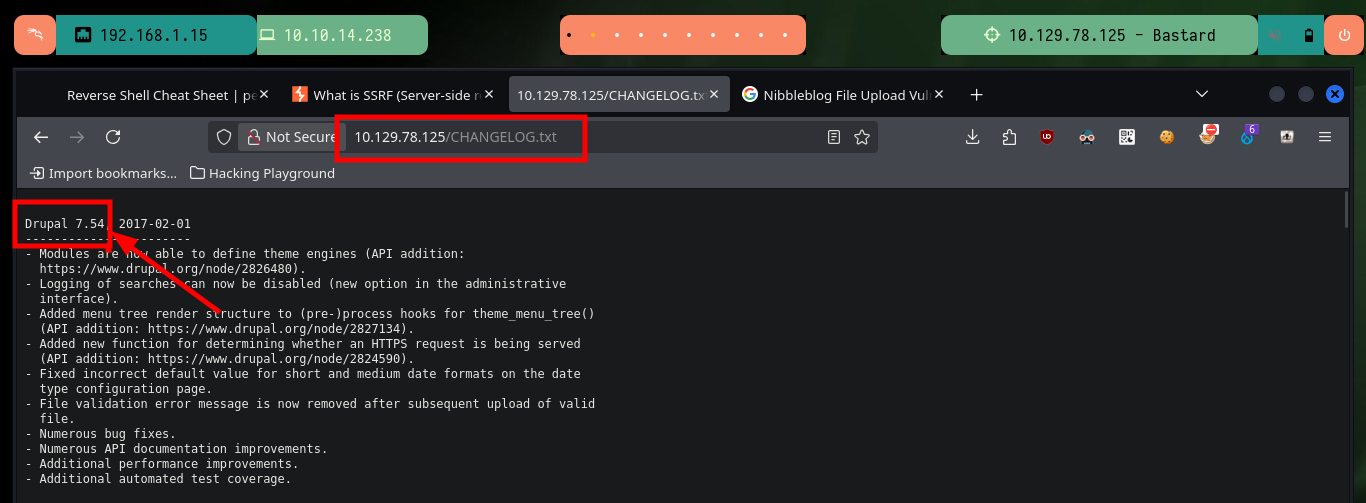 192.168.1.15
10.10.14.238
10.129.78.125 - Bastard
Reverse Shell Cheat Sheet | pe
What is SSRF (Server-side r
10.129.78.125/CHANGELOG.tx
Nibbleblog File Upload Vul
Not Secure
10.129.78.125/CHANGELOG.txt
6
Import bookmarks...
Hacking Playground
Drupal 7.54, 2017-02-01
-----------------------
- Modules are now able to define theme engines (API addition:
https://www.drupal.org/node/2826480).
- Logging of searches can now be disabled (new option in the administrative
interface).
- Added menu tree render structure to (pre-)process hooks for theme_menu_tree()
(API addition: https://www.drupal.org/node/2827134).
- Added new function for determining whether an HTTPS request is being served
(API addition: https://www.drupal.org/node/2824590).
- Fixed incorrect default value for short and medium date formats on the date
type configuration page.
- File validation error message is now removed after subsequent upload of valid
file.
- Numerous bug fixes.
- Numerous API documentation improvements.
- Additional performance improvements.
- Additional automated test coverage.